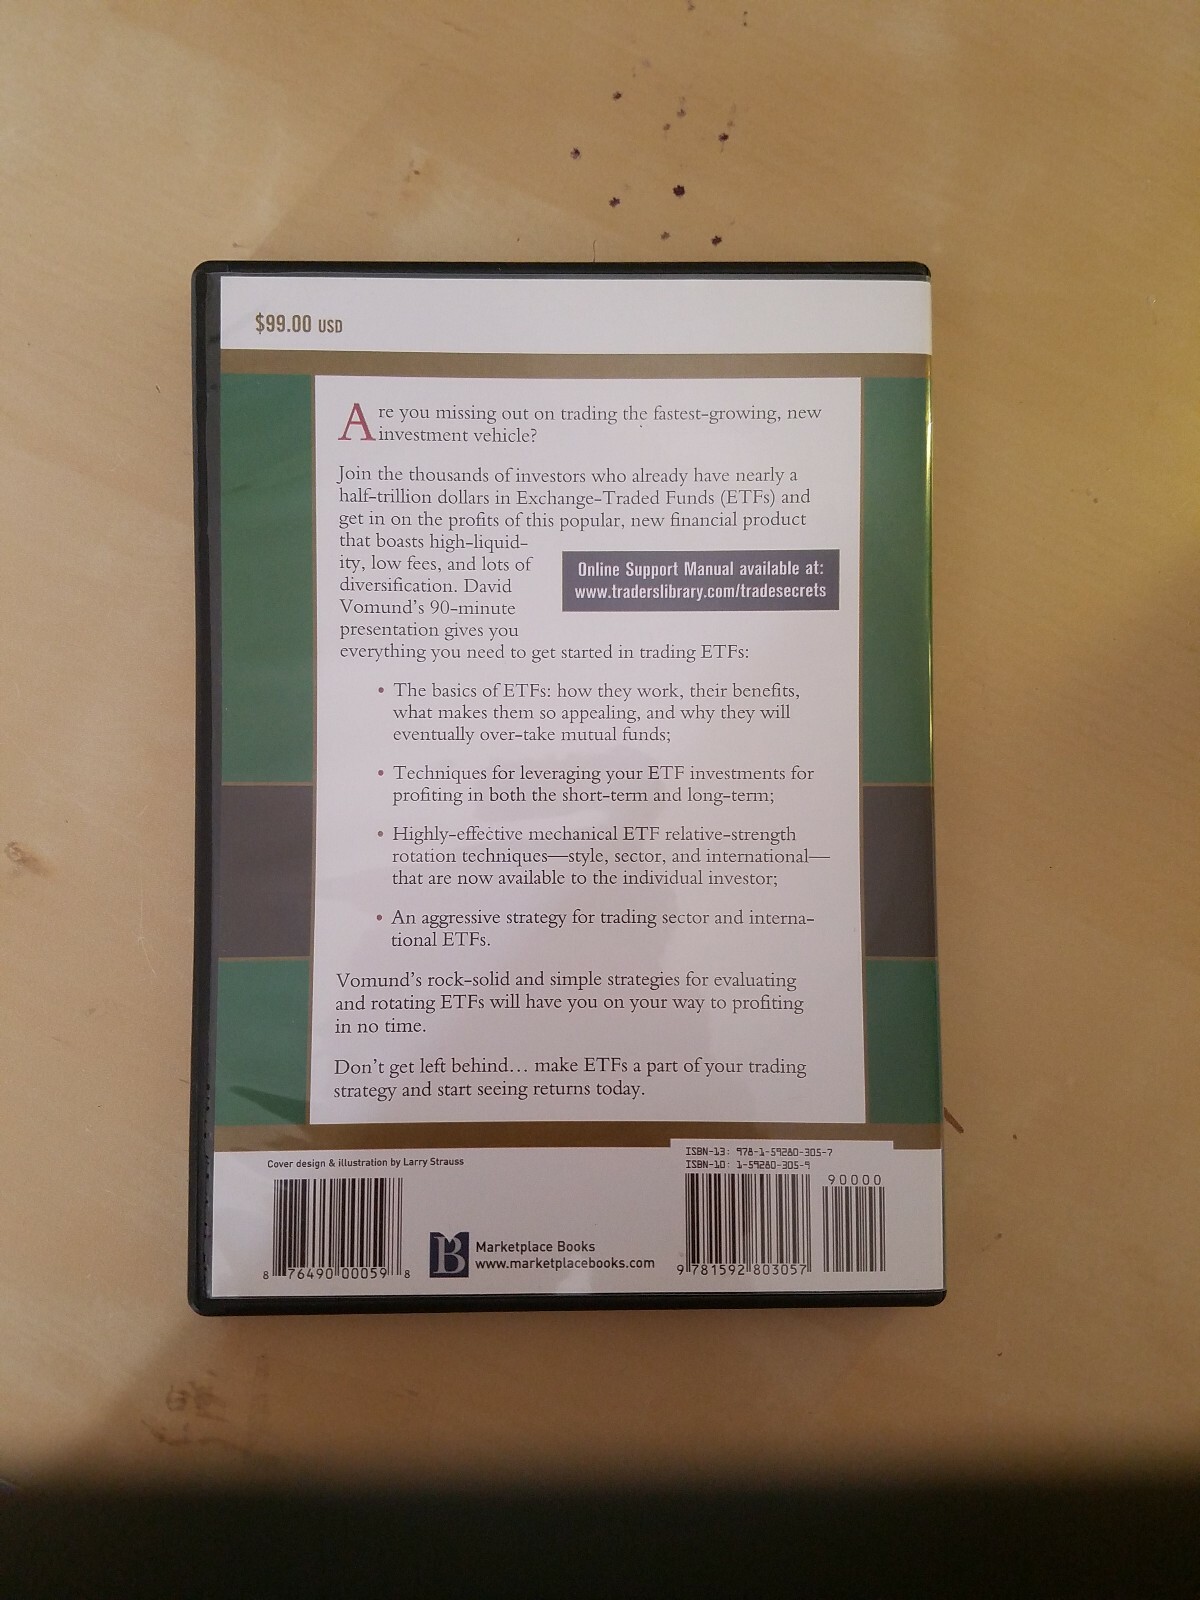 $99.00 USD
Are you missing out on trading the fastest-growing, new
investment vehicle?
Join the thousands of investors who already have nearly a
half-trillion dollars in Exchange-Traded Funds (ETFs) and
get in on the profits of this popular, new financial product
that boasts high-liquid-
ity, low fees, and lots of
diversification. David
Vomund's 90-minute
presentation gives you
everything you need to get started in trading ETFs:
Online Support Manual available at:
www.traderslibrary.com/tradesecrets
• The basics of ETFs: how they work, their benefits,
what makes them so appealing, and why they will
eventually over-take mutual funds;
• Techniques for leveraging your ETF investments for
profiting in both the short-term and long-term;
• Highly-effective mechanical ETF relative-strength
rotation techniques—style, sector, and international—
that are now available to the individual investor;
• An aggressive strategy for trading sector and interna-
tional ETFs.
Vomund's rock-solid and simple strategies for evaluating
and rotating ETFs will have you on your way to profiting
in no time.
Don't get left behind... make ETFs a part of your trading
strategy and start seeing returns today.
Cover design & illustration by Larry Strauss
8 76490 00059 8
B
Marketplace Books
www.marketplacebooks.com
ISBN-13: 978-1-59280-305-7
ISBN-10: 1-59280-305-9
90000
9 781592 803057